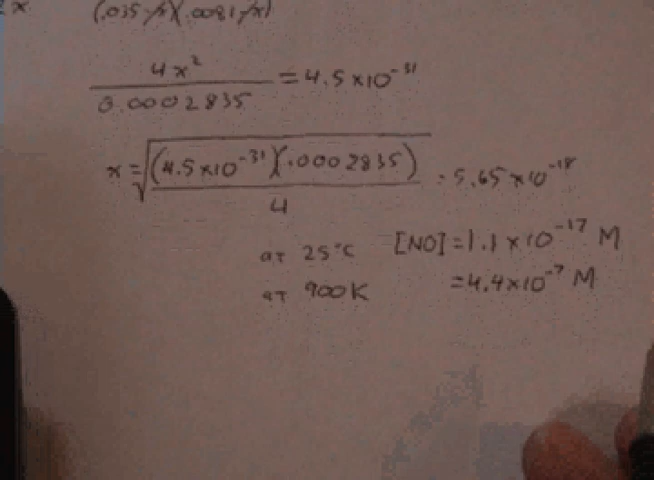 x (.035-x)(.0081-x)
4x² / 0.0002835 = 4.5×10⁻³¹
x = √((4.5×10⁻³¹)(.0002835) / 4) = 5.65×10⁻¹⁸
at 25°C [NO] = 1.1×10⁻¹⁷ M
at 900K = 4.4×10⁻⁷ M